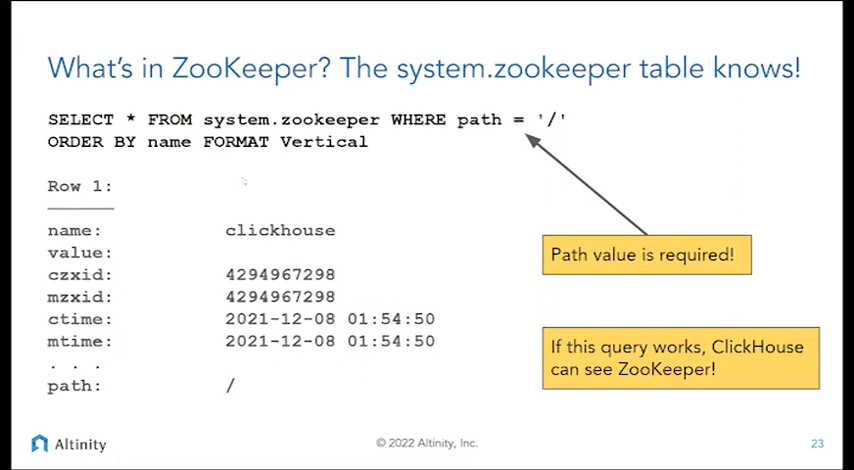 What's in ZooKeeper? The system.zookeeper table knows!
SELECT * FROM system.zookeeper WHERE path = '/'
ORDER BY name FORMAT Vertical
Row 1:
name: clickhouse
value:
czxid: 4294967298
mzxid: 4294967298
ctime: 2021-12-08 01:54:50
mtime: 2021-12-08 01:54:50
. . .
path: /
Path value is required!
If this query works, ClickHouse
can see ZooKeeper!
Altinity
© 2022 Altinity, Inc.
23